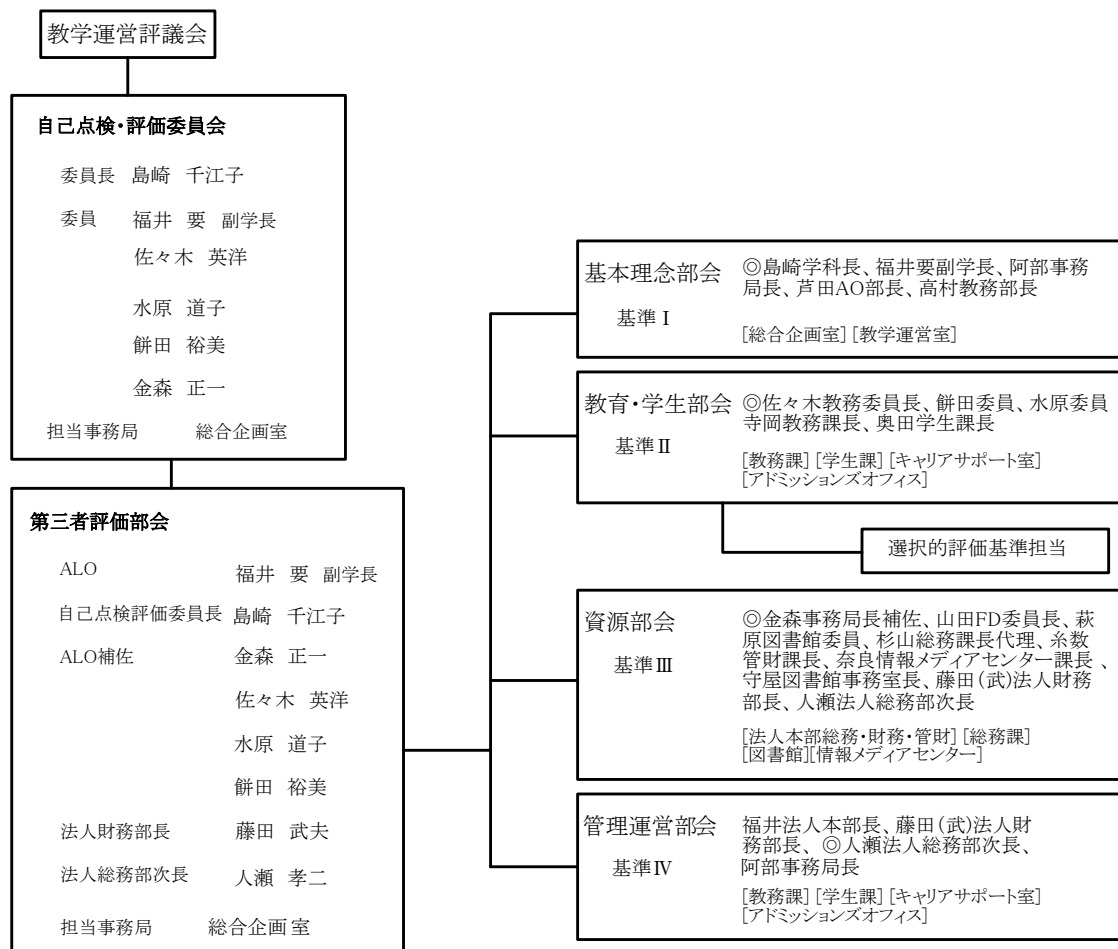 教学運営評議会
自己点検・評価委員会
委員長 島崎 千江子
委員 福井 要 副学長
佐々木 英洋
水原 道子
餅田 裕美
金森 正一
担当事務局 総合企画室
第三者評価部会
ALO 福井 要 副学長
自己点検評価委員長 島崎 千江子
ALO補佐 金森 正一
佐々木 英洋
水原 道子
餅田 裕美
法人財務部長 藤田 武夫
法人総務部次長 人瀬 孝二
担当事務局 総合企画室
基本理念部会
基準Ⅰ
◎島崎学科長、福井要副学長、阿部事務
局長、芦田AO部長、高村教務部長
[総合企画室] [教学運営室]
教育・学生部会
基準Ⅱ
◎佐々木教務委員長、餅田委員、水原委員
寺岡教務課長、奥田学生課長
[教務課] [学生課] [キャリアサポート室]
[アドミッションズオフィス]
選択的評価基準担当
資源部会
基準Ⅲ
◎金森事務局長補佐、山田FD委員長、萩
原図書館委員、杉山総務課長代理、糸数
管財課長、奈良情報メディアセンター課長、
守屋図書館事務室長、藤田(武)法人財務
部長、人瀬法人総務部次長
[法人本部総務・財務・管財] [総務課]
[図書館][情報メディアセンター]
管理運営部会
基準Ⅳ
福井法人本部長、藤田(武)法人財
務部長、◎人瀬法人総務部次長、
阿部事務局長
[教務課] [学生課] [キャリアサポート室]
[アドミッションズオフィス]